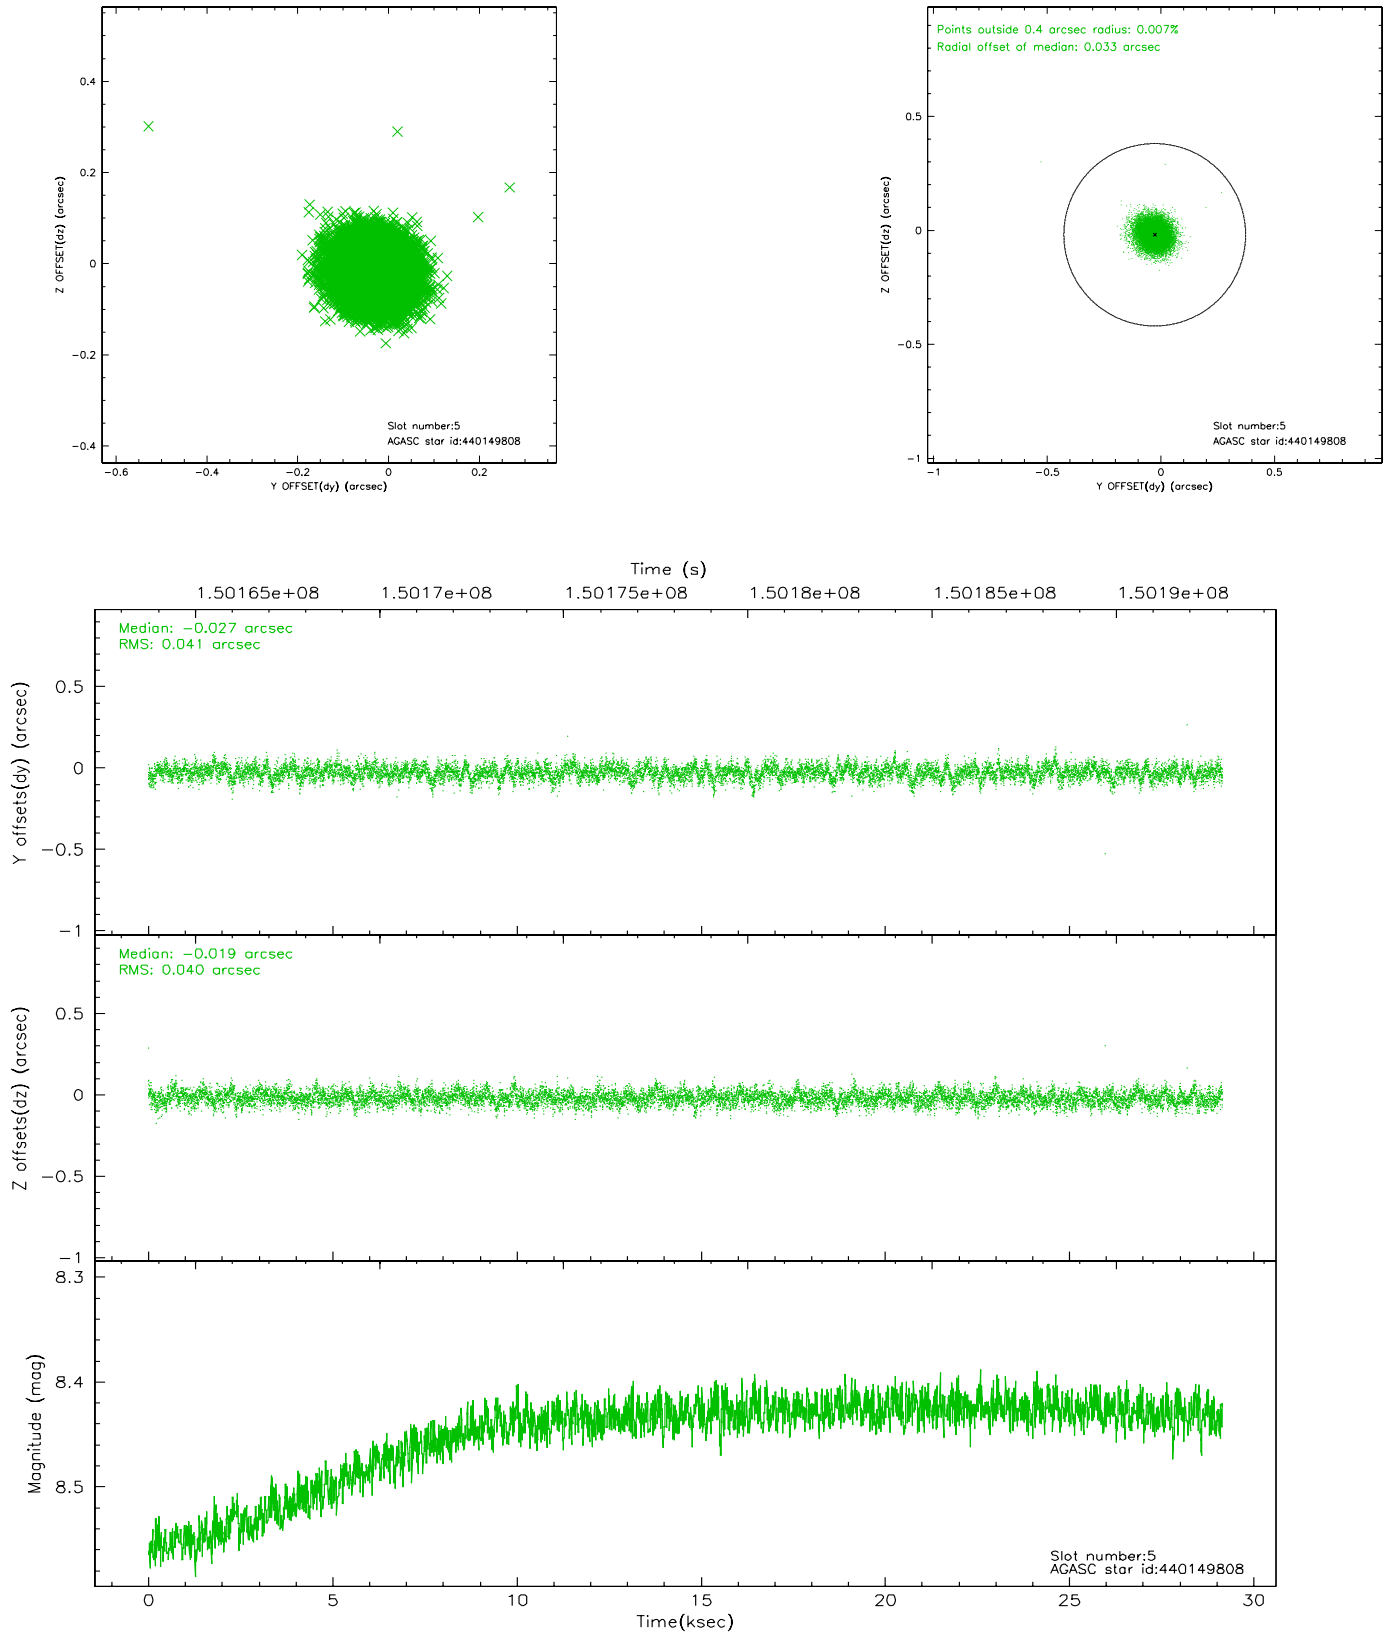 0.4
0.2
0
−0.2
−0.4
Z OFFSET(dz) (arcsec)
Slot number:5
AGASC star id:440149808
−0.6 −0.4 −0.2 0 0.2
Y OFFSET(dy) (arcsec)
Points outside 0.4 arcsec radius: 0.007%
Radial offset of median: 0.033 arcsec
0.5
0
−0.5
−1
Z OFFSET(dz) (arcsec)
Slot number:5
AGASC star id:440149808
−1 −0.5 0 0.5
Y OFFSET(dy) (arcsec)
Time (s)
1.50165e+08 1.5017e+08 1.50175e+08 1.5018e+08 1.50185e+08 1.5019e+08
Median: −0.027 arcsec
RMS: 0.041 arcsec
0.5
0
−0.5
−1
Y offsets(dy) (arcsec)
Median: −0.019 arcsec
RMS: 0.040 arcsec
0.5
0
−0.5
−1
Z offsets(dz) (arcsec)
8.3
8.4
8.5
Magnitude (mag)
Slot number:5
AGASC star id:440149808
0 5 10 15 20 25 30
Time(ksec)